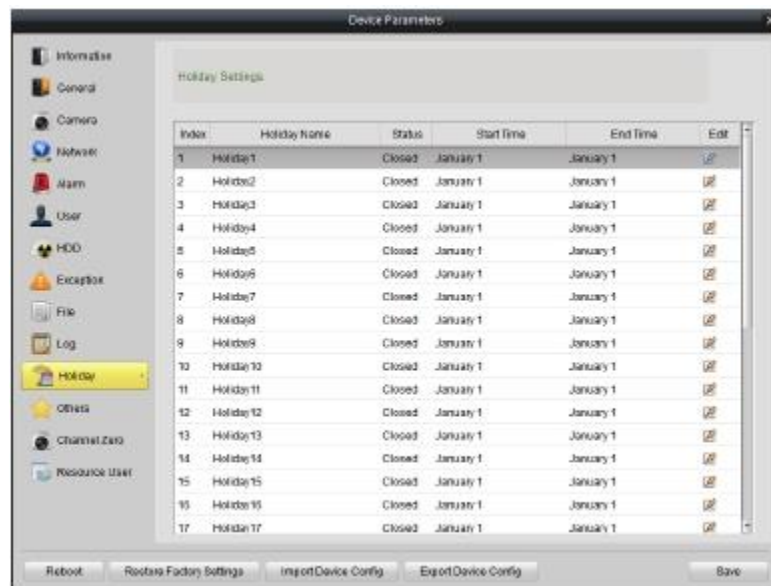 Device Parameters
Information
General
Camera
Network
Alarm
User
HDD
Exception
File
Log
Holiday
Others
Channel Zero
Resource User
Holiday Settings
Index Holiday Name Status Start Time End Time Edit
1 Holiday1 Closed January 1 January 1
2 Holiday2 Closed January 1 January 1
3 Holiday3 Closed January 1 January 1
4 Holiday4 Closed January 1 January 1
5 Holiday5 Closed January 1 January 1
6 Holiday6 Closed January 1 January 1
7 Holiday7 Closed January 1 January 1
8 Holiday8 Closed January 1 January 1
9 Holiday9 Closed January 1 January 1
10 Holiday10 Closed January 1 January 1
11 Holiday11 Closed January 1 January 1
12 Holiday12 Closed January 1 January 1
13 Holiday13 Closed January 1 January 1
14 Holiday14 Closed January 1 January 1
15 Holiday15 Closed January 1 January 1
16 Holiday16 Closed January 1 January 1
17 Holiday17 Closed January 1 January 1
Reboot Restore Factory Settings Import Device Config Export Device Config Save